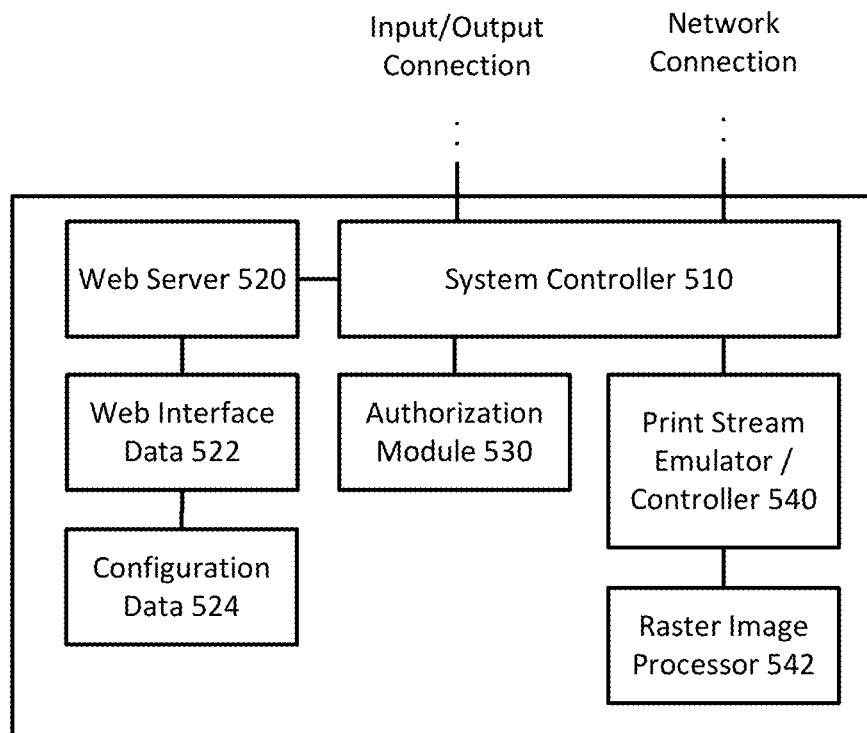 Input/Output
Connection
Network
Connection
Web Server 520
System Controller 510
Web Interface
Data 522
Authorization
Module 530
Print Stream
Emulator /
Controller 540
Configuration
Data 524
Raster Image
Processor 542